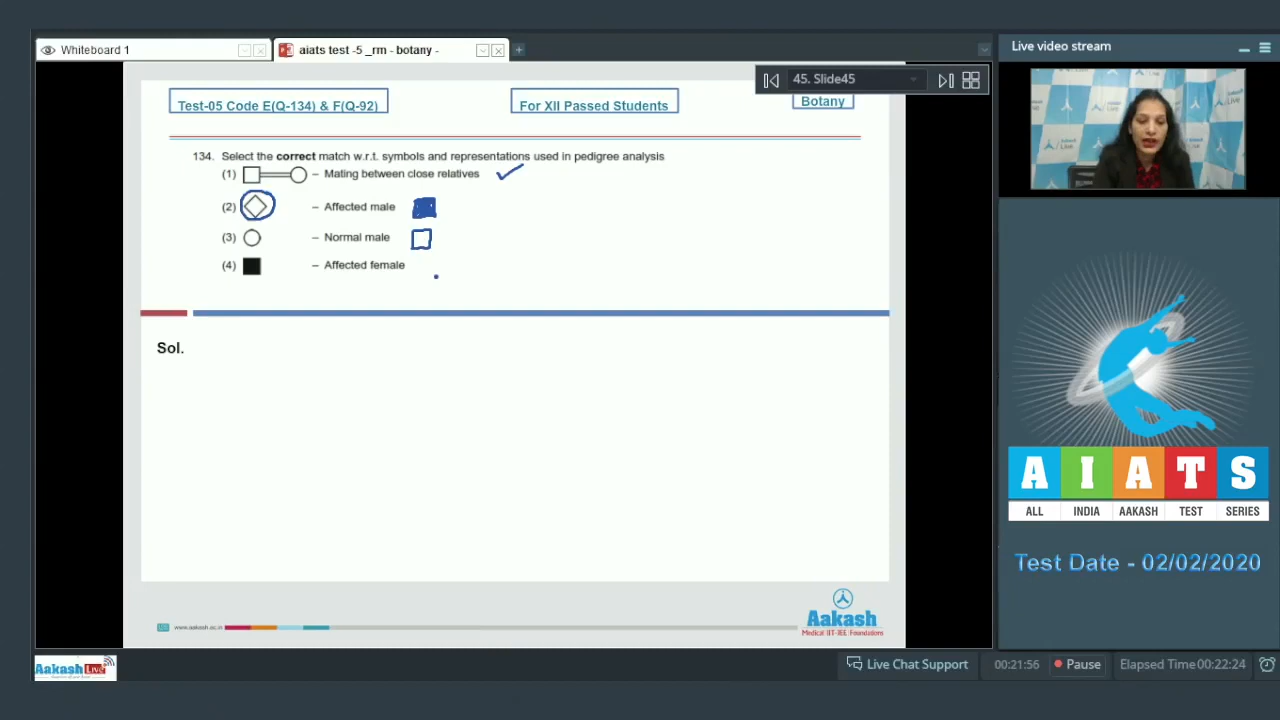 Whiteboard 1
aiats test -5 _rm - botany -
Live video stream
45. Slide45
Test-05 Code E(Q-134) & F(Q-92)
For XII Passed Students
Botany
134. Select the correct match w.r.t. symbols and representations used in pedigree analysis
(1) – Mating between close relatives
(2) – Affected male
(3) – Normal male
(4) – Affected female
Sol.
www.aakash.ac.in
Aakash
Medical|IIT-JEE|Foundations
A I A T S
ALL INDIA AAKASH TEST SERIES
Test Date - 02/02/2020
Aakash Live
Live Chat Support
00:21:56
Pause
Elapsed Time 00:22:24